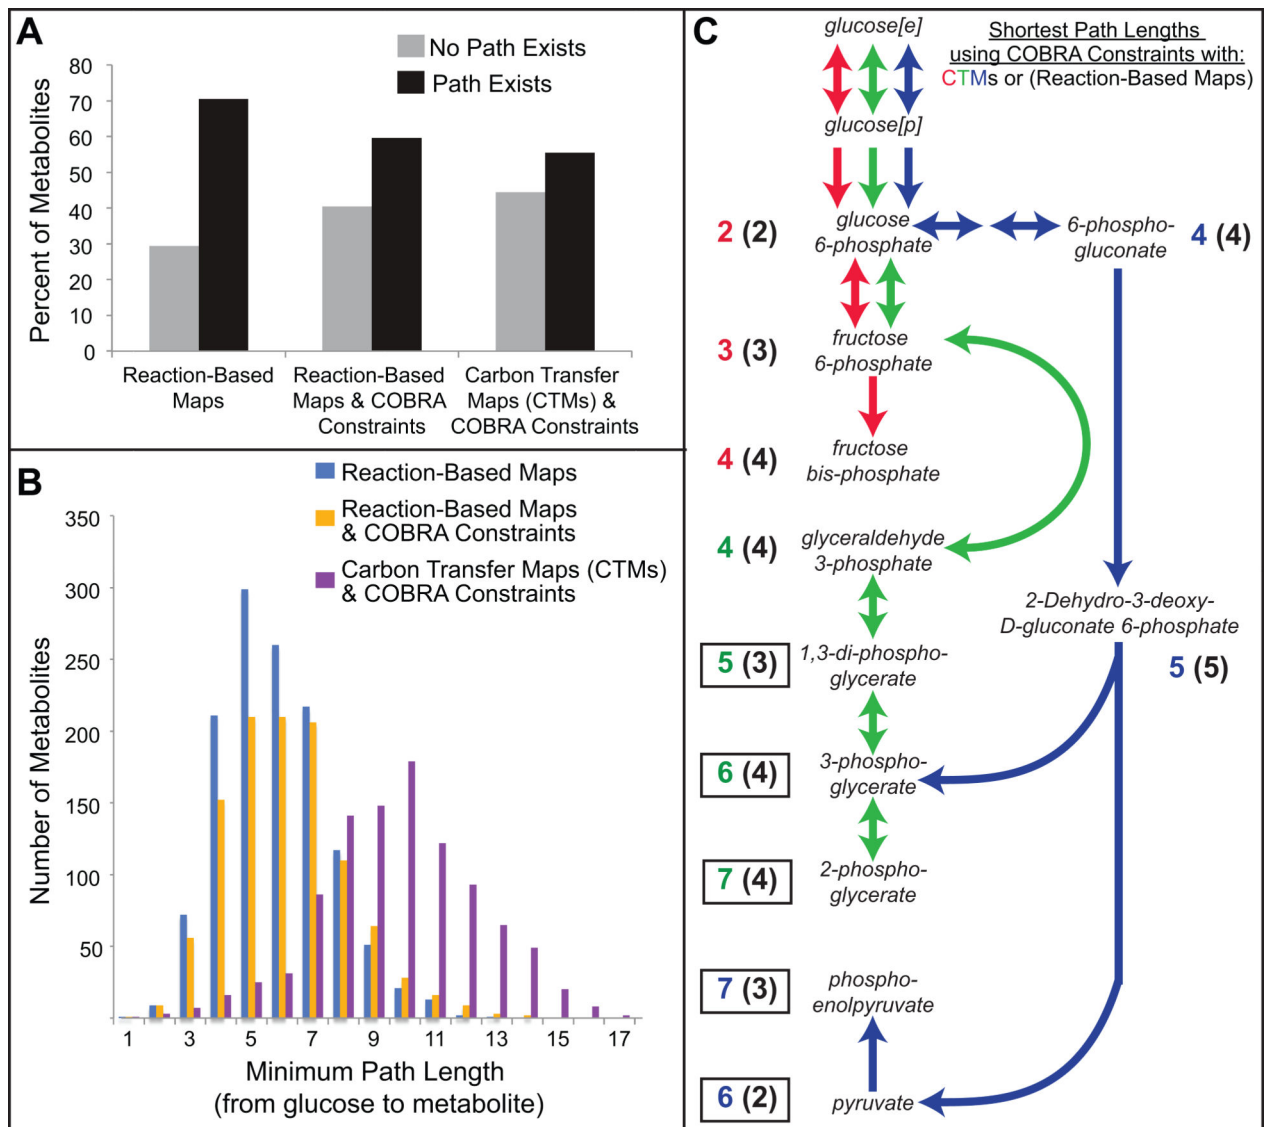 A
No Path Exists
Path Exists
80
70
60
50
40
30
20
10
0
Percent of Metabolites
Reaction-Based
Maps
Reaction-Based
Maps & COBRA
Constraints
Carbon Transfer
Maps (CTMs) &
COBRA Constraints
B
Reaction-Based Maps
Reaction-Based Maps
& COBRA Constraints
Carbon Transfer Maps (CTMs)
& COBRA Constraints
350
300
250
200
150
100
50
Number of Metabolites
1 3 5 7 9 11 13 15 17
Minimum Path Length
(from glucose to metabolite)
C
Shortest Path Lengths
using COBRA Constraints with:
CTMs or (Reaction-Based Maps)
glucose[e]
glucose[p]
2 (2)
glucose
6-phosphate
6-phospho-
gluconate
4 (4)
3 (3)
fructose
6-phosphate
4 (4)
fructose
bis-phosphate
4 (4)
glyceraldehyde
3-phosphate
2-Dehydro-3-deoxy-
D-gluconate 6-phosphate
5 (5)
5 (3)
1,3-di-phospho-
glycerate
6 (4)
3-phospho-
glycerate
7 (4)
2-phospho-
glycerate
7 (3)
phospho-
enolpyruvate
6 (2)
pyruvate